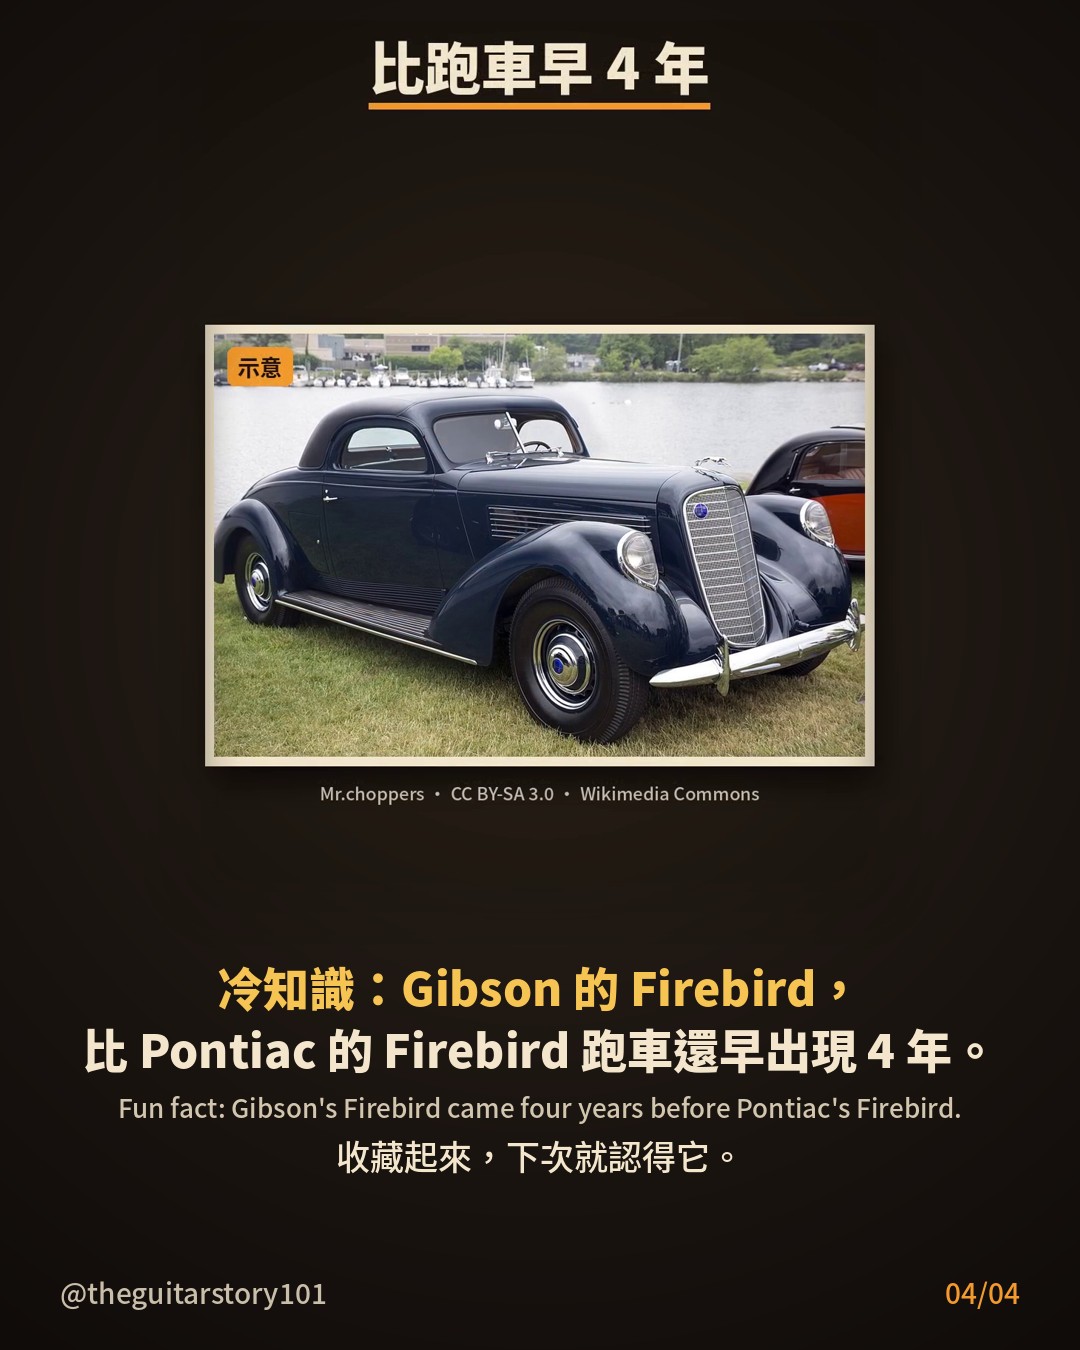 比跑車早 4 年
示意
Mr.choppers • CC BY-SA 3.0 • Wikimedia Commons
冷知識：Gibson 的 Firebird，
比 Pontiac 的 Firebird 跑車還早出現 4 年。
Fun fact: Gibson's Firebird came four years before Pontiac's Firebird.
收藏起來，下次就認得它。
@theguitarstory101
04/04